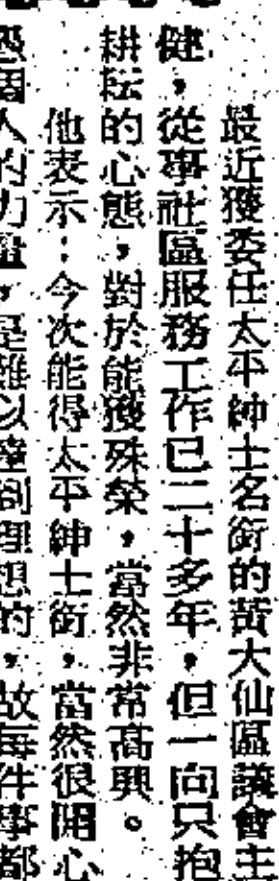 最近獲委任太平紳士名銜的黃大仙區議會主
健，從事社區服務工作已二十多年，但一向只抱
耕耘的心態，對於能獲殊榮，當然非常高興。
他表示：今次能得太平紳士銜，當然很開心
個人的力量，是難以達到理想的，故每件事都